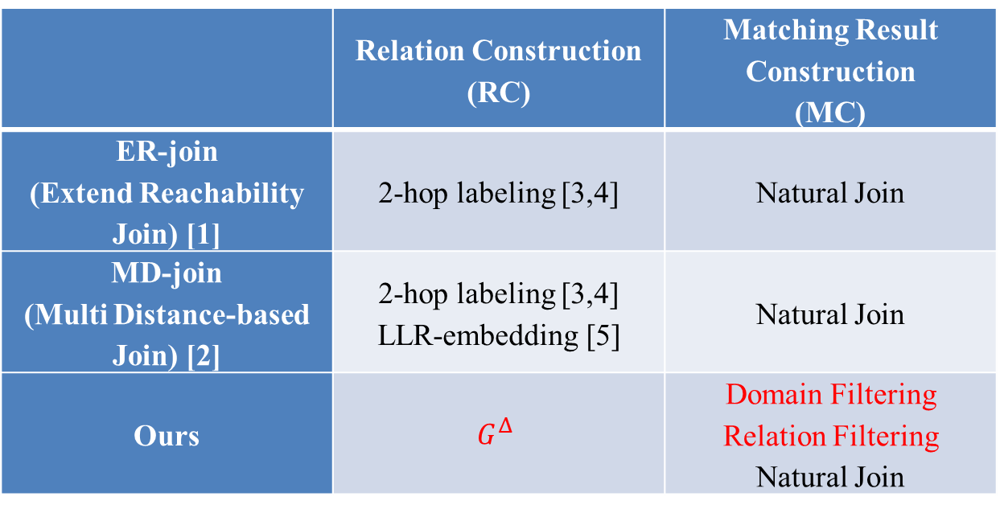 Relation Construction
(RC)
Matching Result
Construction
(MC)
ER-join
(Extend Reachability
Join) [1]
2-hop labeling [3,4]
Natural Join
MD-join
(Multi Distance-based
Join) [2]
2-hop labeling [3,4]
LLR-embedding [5]
Natural Join
Ours
G^Δ
Domain Filtering
Relation Filtering
Natural Join